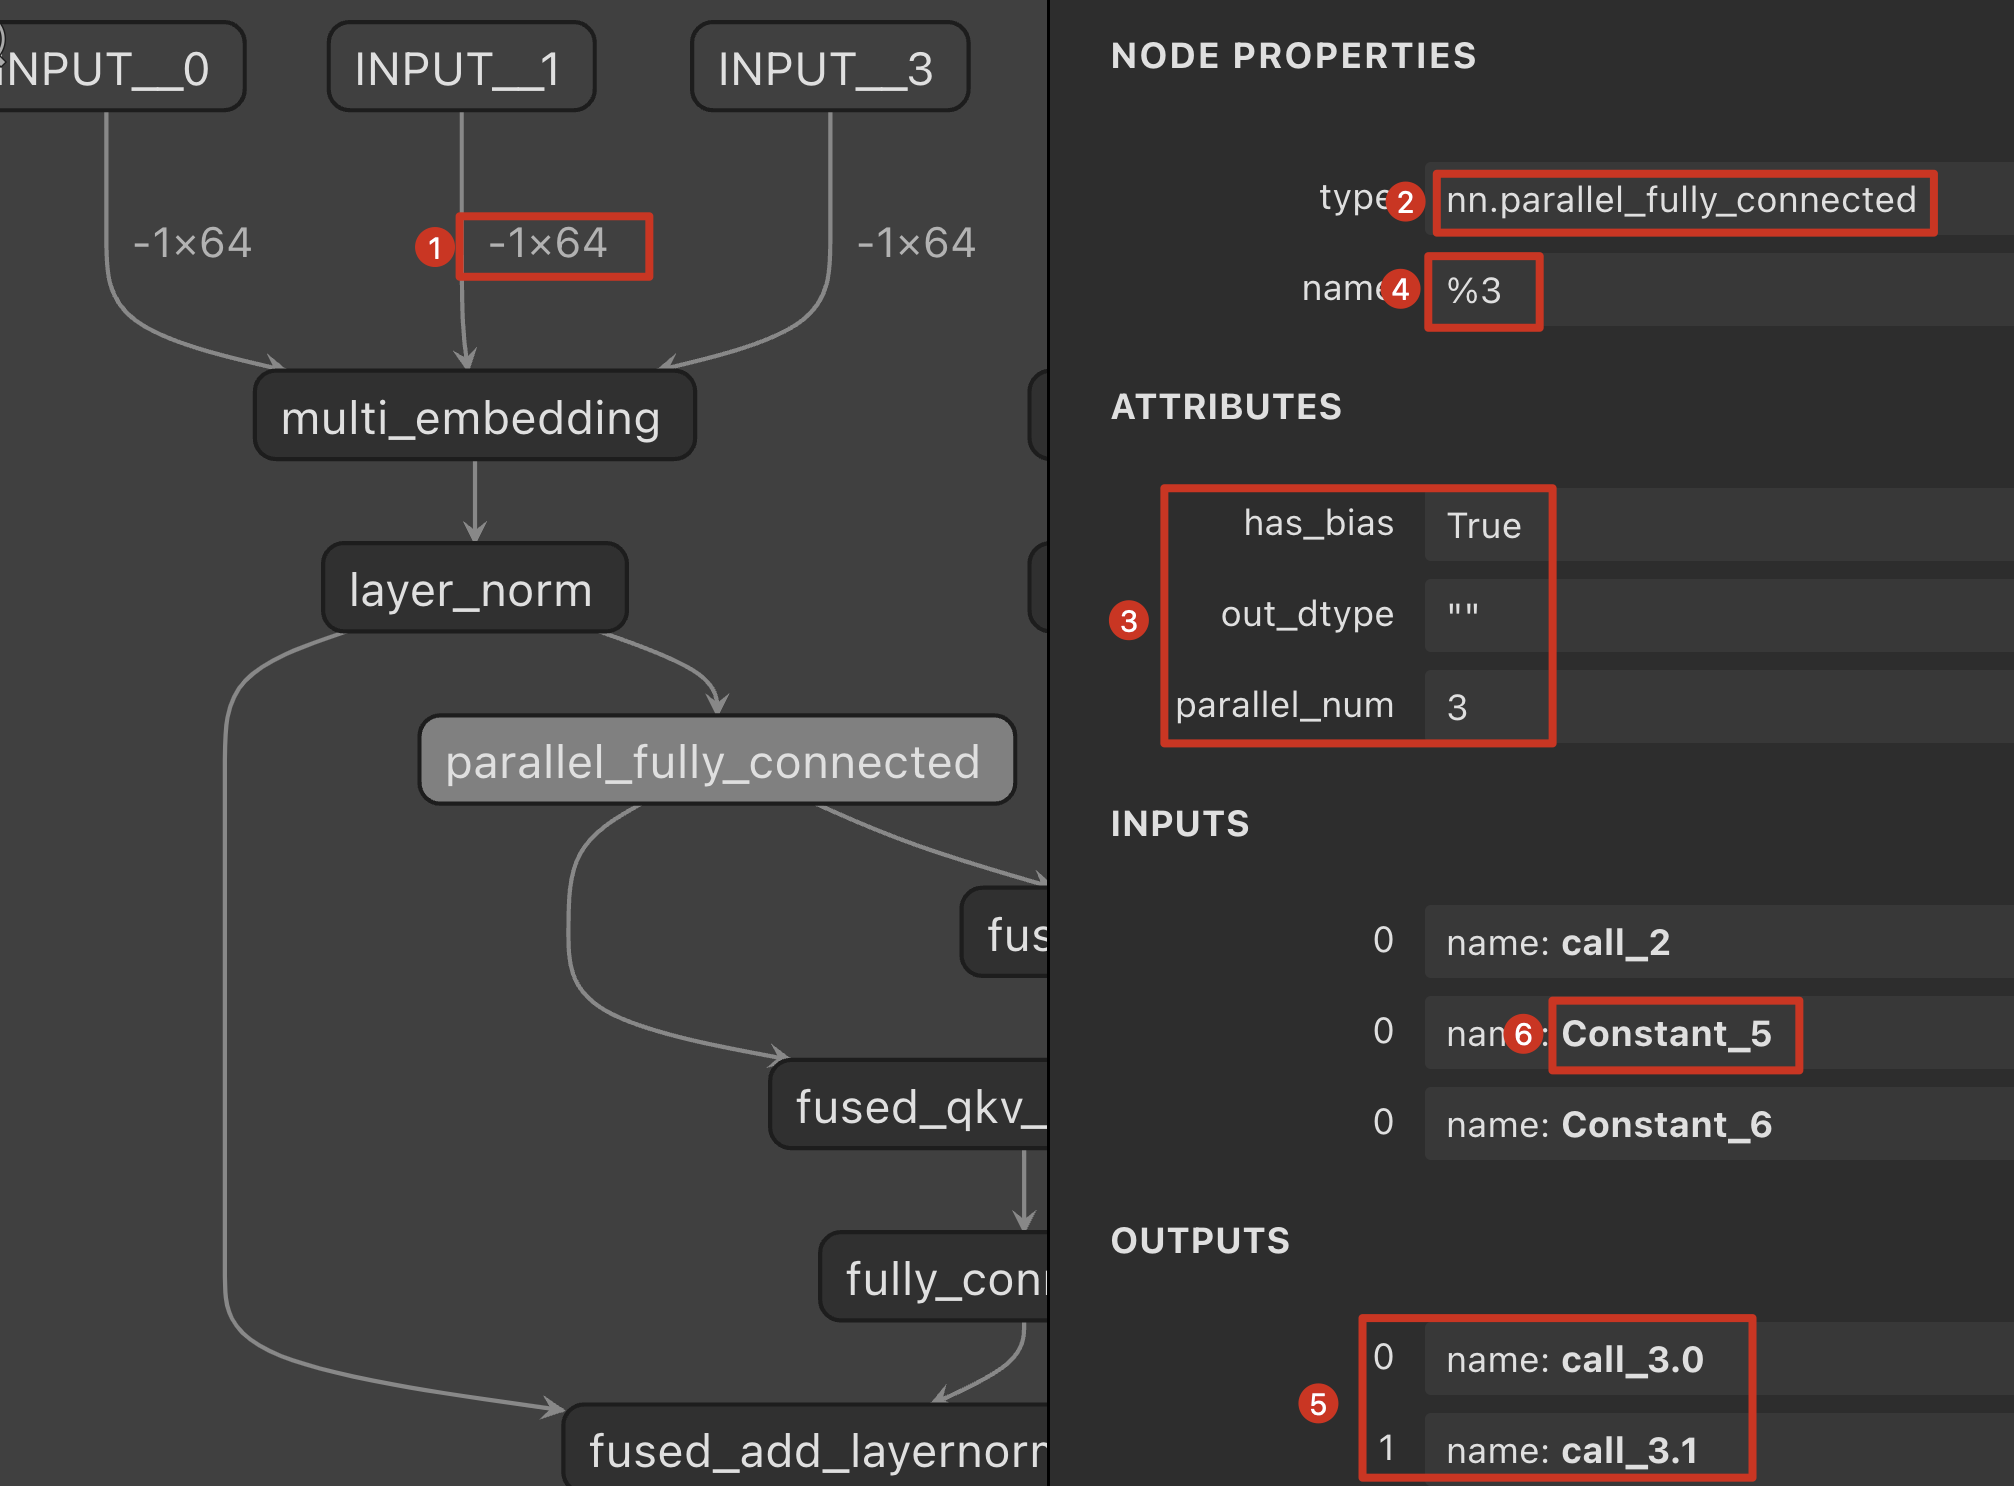 INPUT__0
INPUT__1
INPUT__3
-1×64
1
-1×64
-1×64
multi_embedding
layer_norm
parallel_fully_connected
fus
fused_qkv_
fully_con
fused_add_layernor
NODE PROPERTIES
type
2
nn.parallel_fully_connected
name
4
%3
ATTRIBUTES
3
has_bias
True
out_dtype
""
parallel_num
3
INPUTS
0
name: call_2
0
nam
6
: Constant_5
0
name: Constant_6
OUTPUTS
5
0
name: call_3.0
1
name: call_3.1